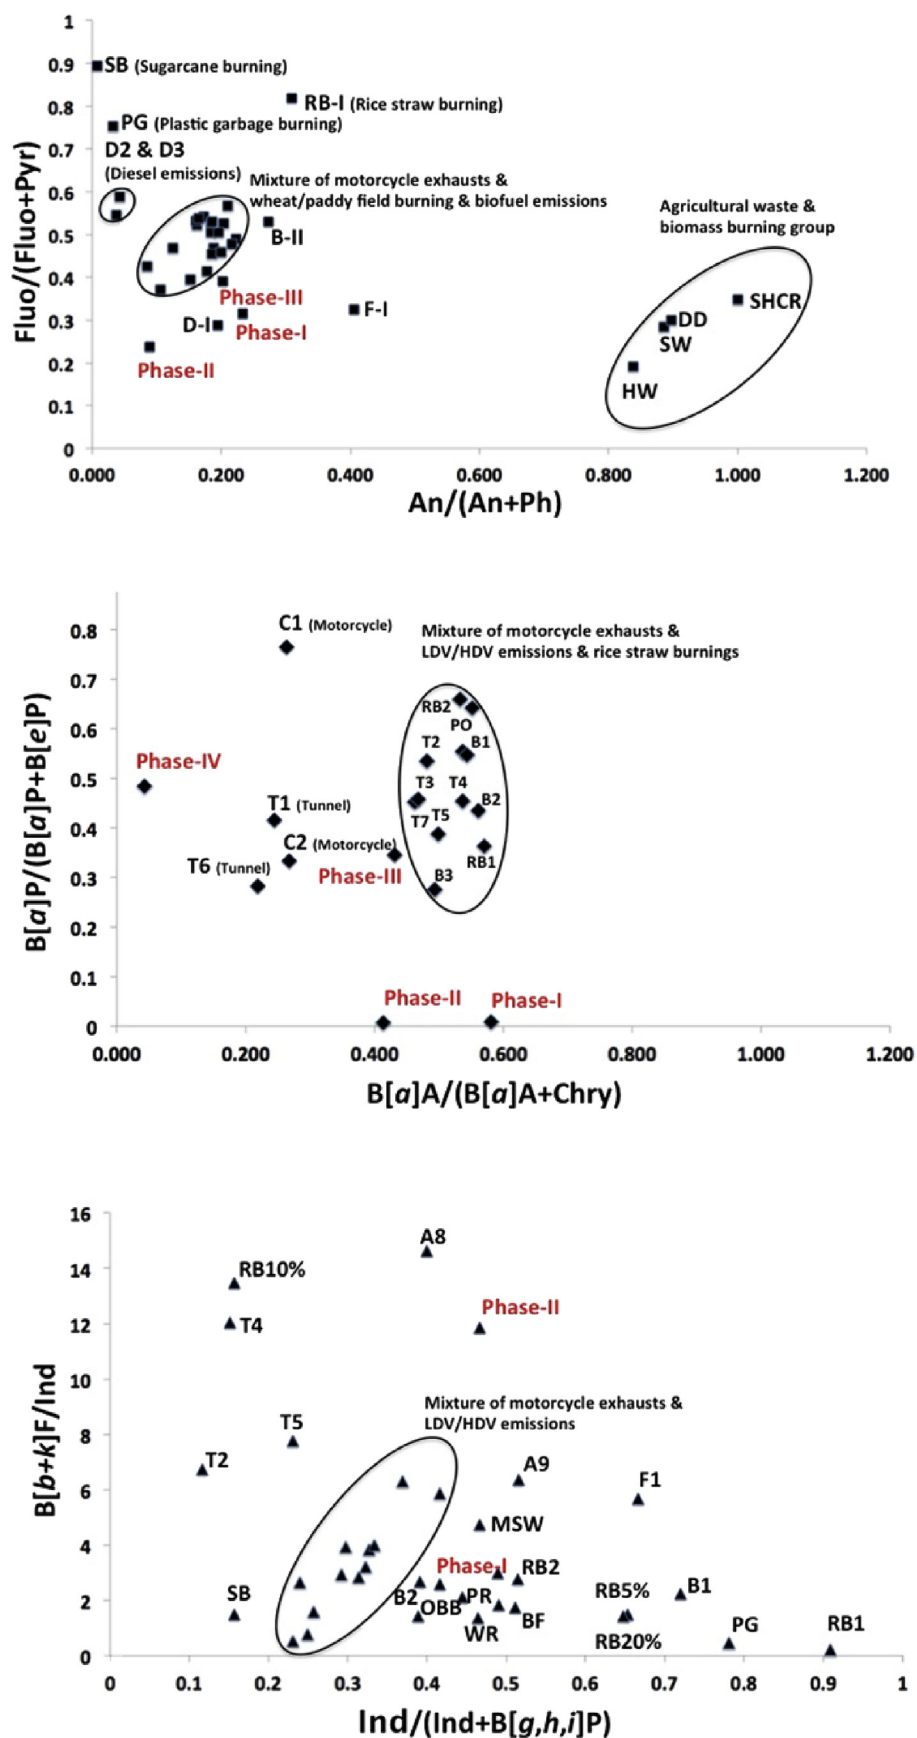 1
0.9
0.8
0.7
0.6
0.5
0.4
0.3
0.2
0.1
0
Fluo/(Fluo+Pyr)
SB (Sugarcane burning)
RB-I (Rice straw burning)
PG (Plastic garbage burning)
D2 & D3
(Diesel emissions)
Mixture of motorcycle exhausts &
wheat/paddy field burning & biofuel emissions
B-II
Agricultural waste &
biomass burning group
Phase-III
D-I
Phase-I
F-I
Phase-II
SHCR
DD
SW
HW
0.000 0.200 0.400 0.600 0.800 1.000 1.200
An/(An+Ph)
0.8
0.7
0.6
0.5
0.4
0.3
0.2
0.1
0
B[a]P/(B[a]P+B[e]P)
C1 (Motorcycle)
Mixture of motorcycle exhausts &
LDV/HDV emissions & rice straw burnings
RB2
PO
T2 B1
Phase-IV
T3 T4
T1 (Tunnel)
B2
T7 T5
C2 (Motorcycle)
T6 (Tunnel)
RB1
Phase-III
B3
Phase-II Phase-I
0.000 0.200 0.400 0.600 0.800 1.000 1.200
B[a]A/(B[a]A+Chry)
16
14
12
10
8
6
4
2
0
B[b+k]F/Ind
A8
RB10%
Phase-II
T4
Mixture of motorcycle exhausts &
LDV/HDV emissions
T5
T2
A9
F1
MSW
Phase-I
RB2
SB
B2
OBB
PR
WR
BF
RB5%
RB20%
B1
PG
RB1
0 0.1 0.2 0.3 0.4 0.5 0.6 0.7 0.8 0.9 1
Ind/(Ind+B[g,h,i]P)